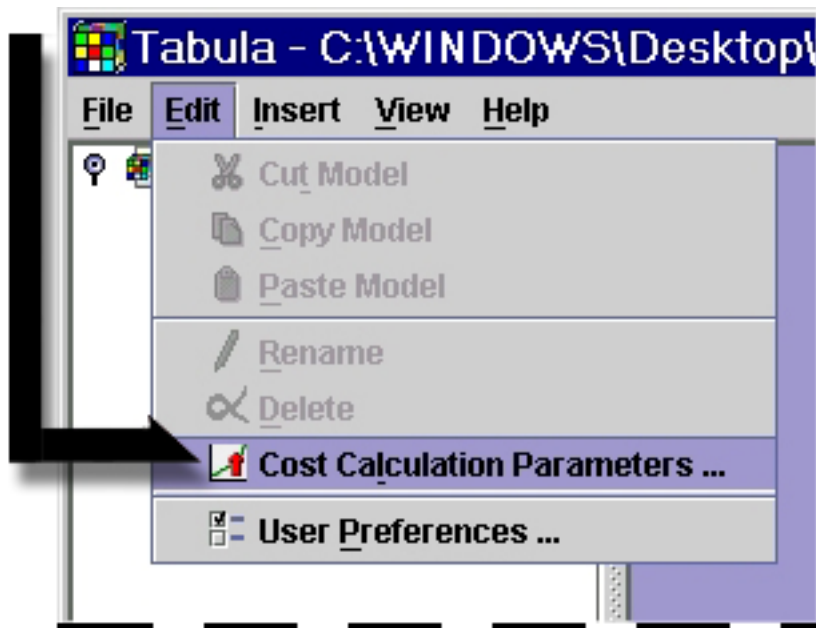 Tabula - C:\WINDOWS\Desktop\
File Edit Insert View Help
Cut Model
Copy Model
Paste Model
Rename
Delete
Cost Calculation Parameters ...
User Preferences ...